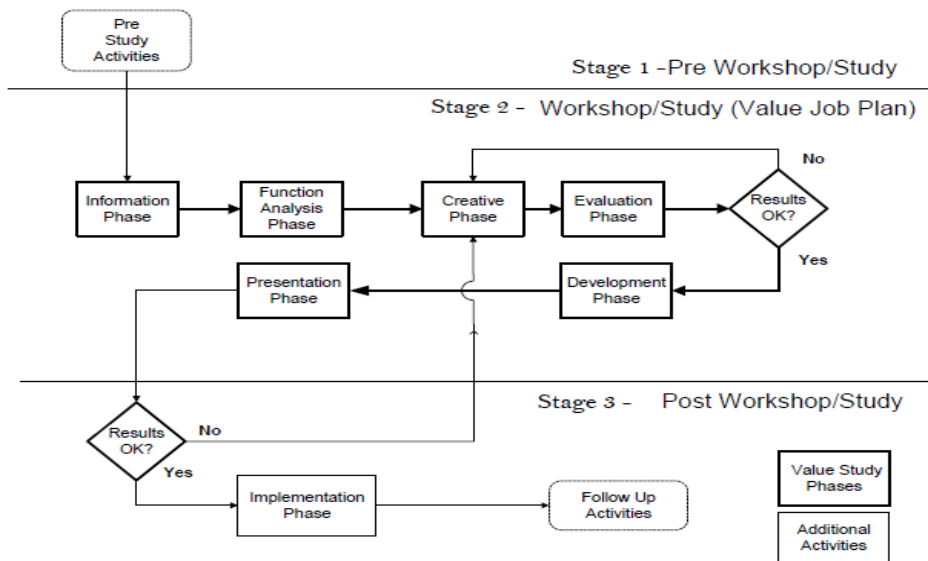 Pre
Study
Activities
Stage 1 -Pre Workshop/Study
Stage 2 - Workshop/Study (Value Job Plan)
No
Information
Phase
Function
Analysis
Phase
Creative
Phase
Evaluation
Phase
Results
OK?
Yes
Presentation
Phase
Development
Phase
Stage 3 - Post Workshop/Study
Results
OK?
No
Yes
Implementation
Phase
Follow Up
Activities
Value Study
Phases
Additional
Activities